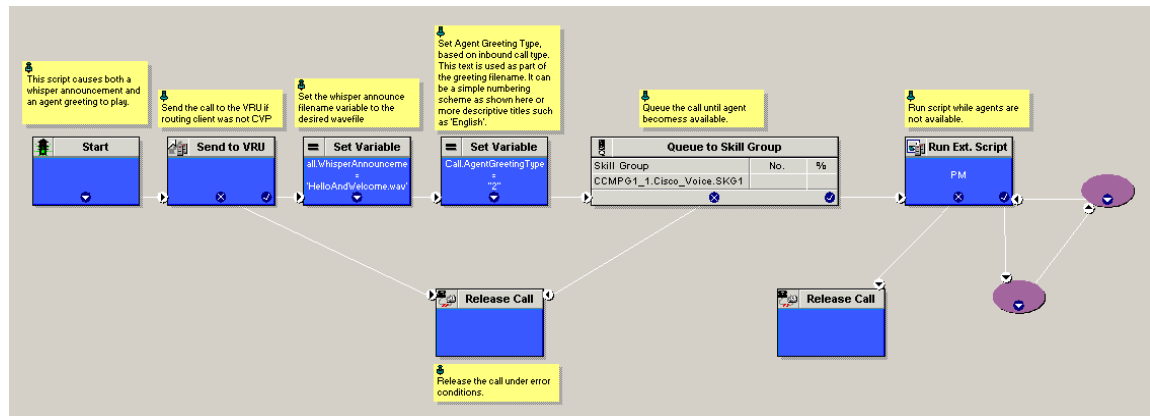 This script causes both a
whisper announcement and
an agent greeting to play.
Send the call to the VRU if
routing client was not CVP
Set the whisper announce
filename variable to the
desired wavefile
Set Agent Greeting Type,
based on inbound call type.
This text is used as part of
the greeting filename. It can
be a simple numbering
scheme as shown here or
more descriptive titles such
as 'English'.
Queue the call until agent
becomess available.
Run script while agents are
not available.
Start
Send to VRU
Set Variable
all.WhisperAnnounceme
=
'HelloAndWelcome.wav'
Set Variable
Call.AgentGreetingType
=
"2"
Queue to Skill Group
Skill Group No. %
CCMPG1_1.Cisco_Voice.SKG1
Run Ext. Script
PM
Release Call
Release Call
Release the call under error
conditions.